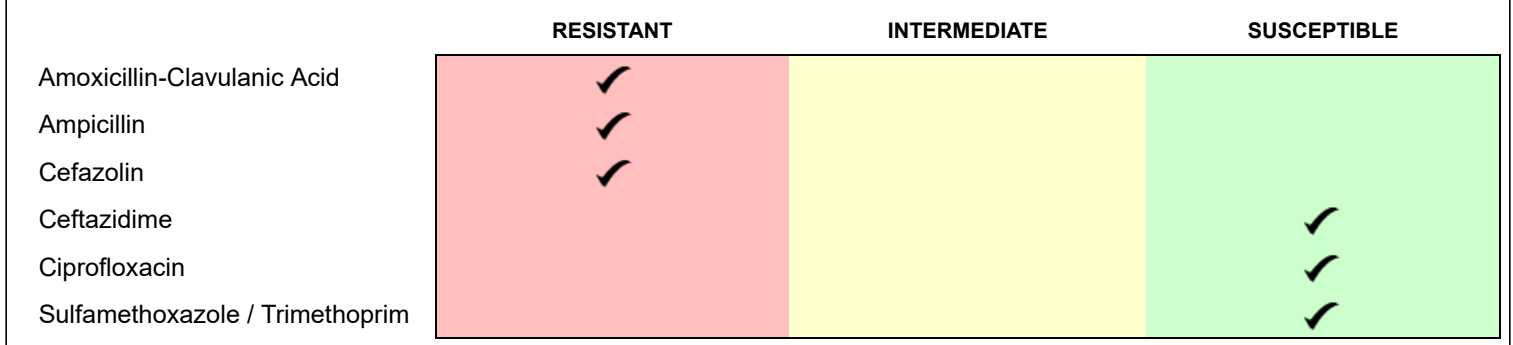 RESISTANT INTERMEDIATE SUSCEPTIBLE
Amoxicillin-Clavulanic Acid
Ampicillin
Cefazolin
Ceftazidime
Ciprofloxacin
Sulfamethoxazole / Trimethoprim